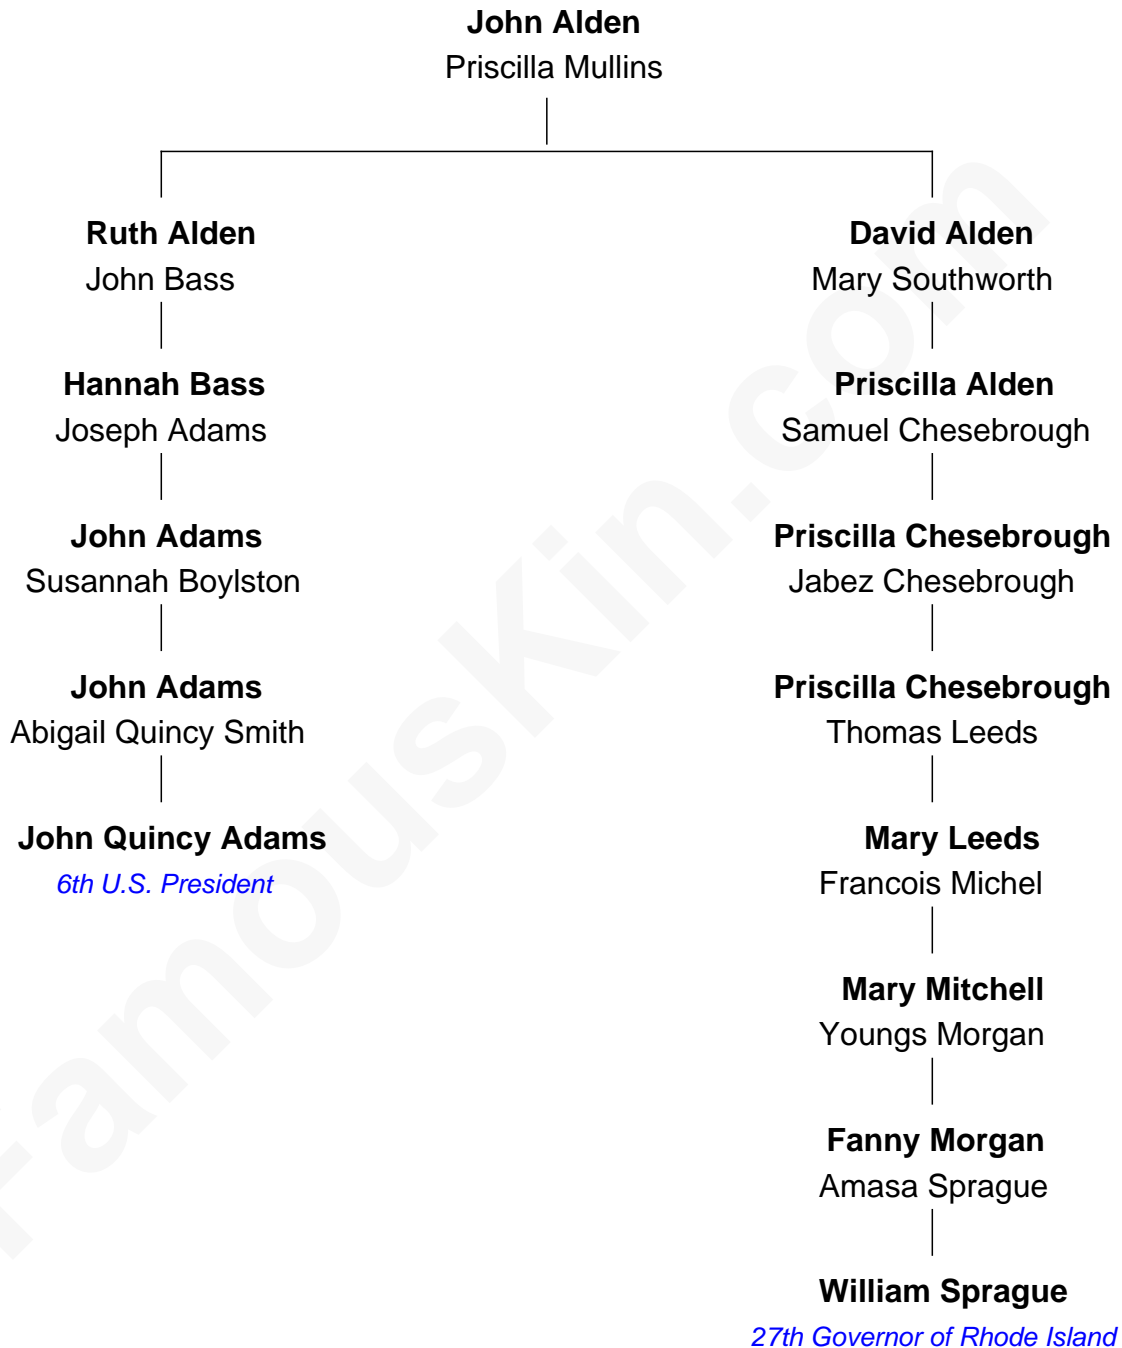 John Alden
Priscilla Mullins
Ruth Alden
John Bass
Hannah Bass
Joseph Adams
John Adams
Susannah Boylston
John Adams
Abigail Quincy Smith
John Quincy Adams
6th U.S. President
David Alden
Mary Southworth
Priscilla Alden
Samuel Chesebrough
Priscilla Chesebrough
Jabez Chesebrough
Priscilla Chesebrough
Thomas Leeds
Mary Leeds
Francois Michel
Mary Mitchell
Youngs Morgan
Fanny Morgan
Amasa Sprague
William Sprague
27th Governor of Rhode Island
FamousKin.com